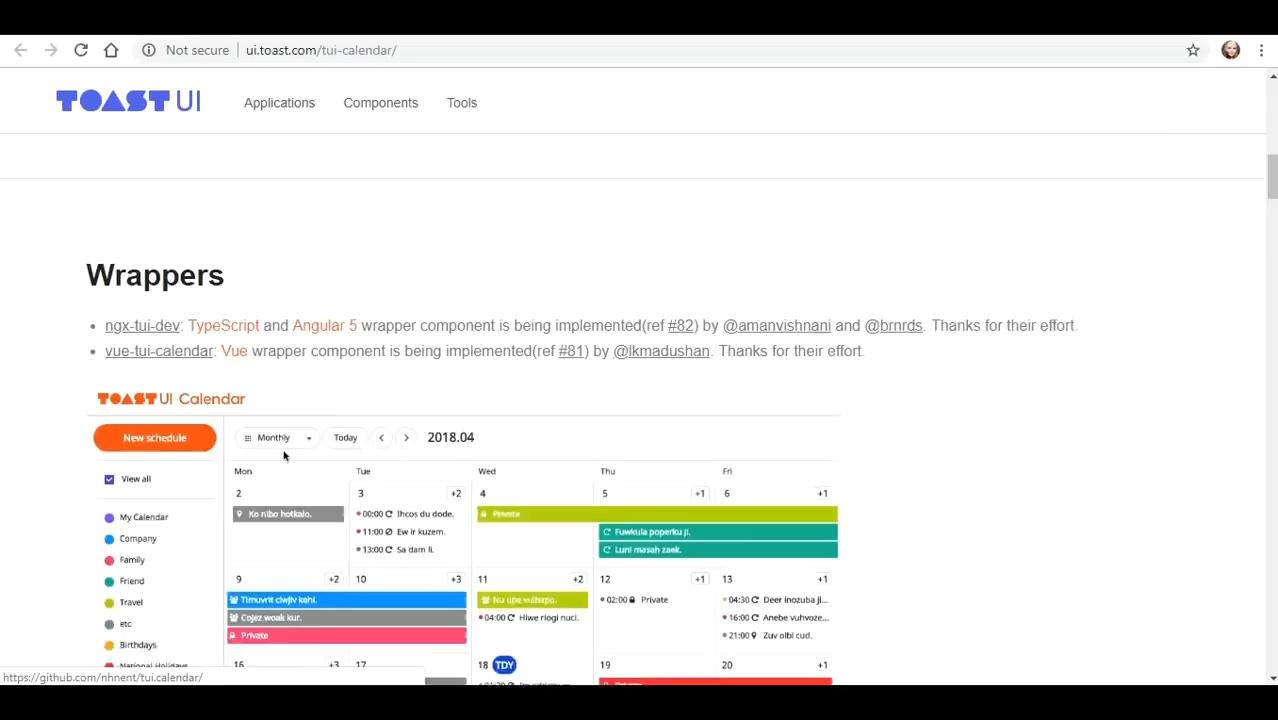 Not secure | ui.toast.com/tui-calendar/
TOAST UI Applications Components Tools
Wrappers
• ngx-tui-dev: TypeScript and Angular 5 wrapper component is being implemented(ref #82) by @amanvishnani and @brnrds. Thanks for their effort.
• vue-tui-calendar: Vue wrapper component is being implemented(ref #81) by @lkmadushan. Thanks for their effort.
TOAST UI Calendar
New schedule Monthly Today 2018.04
View all
My Calendar
Company
Family
Friend
Travel
etc
Birthdays
National Holidays
Mon Tue Wed Thu Fri
2 3 +2 4 5 +1 6 +1
Ko nibo hotkalo. 00:00 Ihcos du dode. Private
11:00 Ew ir kuzem. Fuwkula poperku ji.
13:00 Sa dam li. Luni masah zaek.
9 +2 10 +3 11 +2 12 +1 13 +1
Timuvrit ciwjiv kehi. Nu upe vulhepo. 02:00 Private 04:30 Deer inozuba ji...
Cojez woak kur. 04:00 Hiwe riogi nuci. 16:00 Anebe vuhvoze...
Private 21:00 Zuv olbi cud.
16 +3 17 18 TDY 19 20 +1
https://github.com/nhnent/tui.calendar/